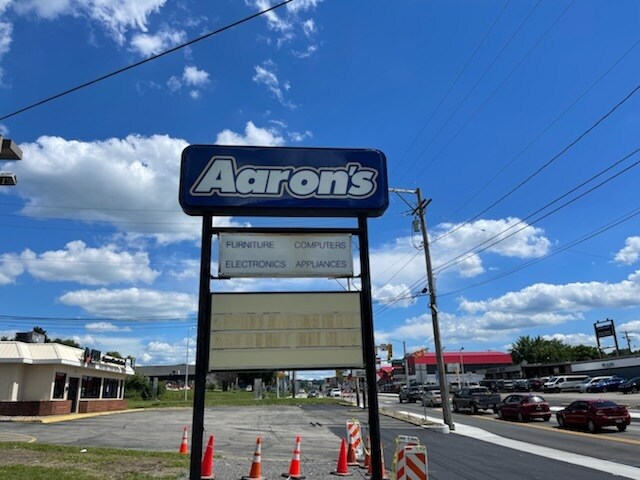 Aaron's
FURNITURE COMPUTERS
ELECTRONICS APPLIANCES